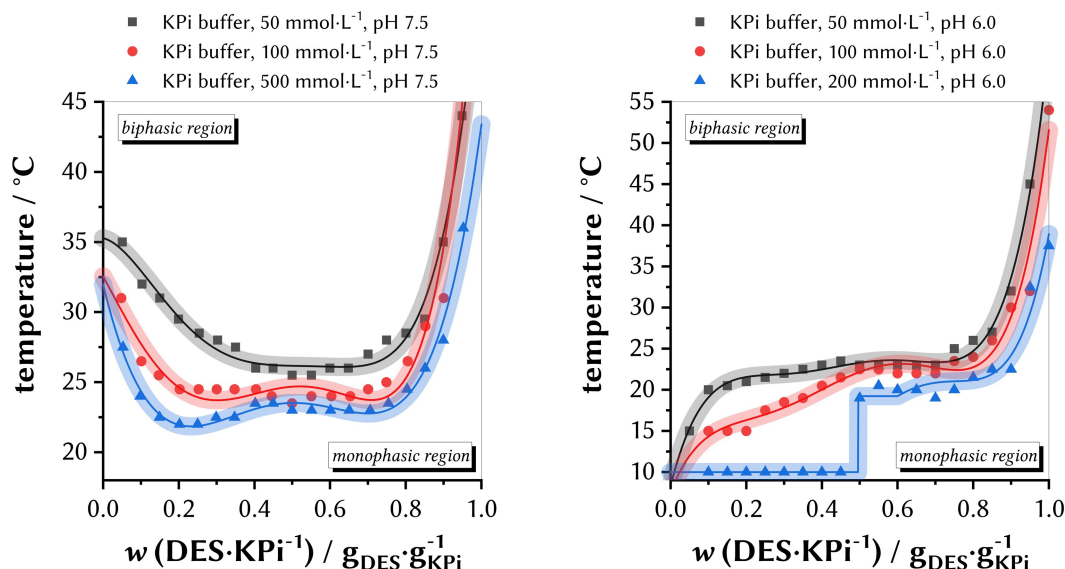 KPi buffer, 50 mmol·L⁻¹, pH 7.5
KPi buffer, 100 mmol·L⁻¹, pH 7.5
KPi buffer, 500 mmol·L⁻¹, pH 7.5
45
40
35
30
25
20
temperature / °C
biphasic region
monophasic region
0.0 0.2 0.4 0.6 0.8 1.0
w (DES·KPi⁻¹) / g_DES·g⁻¹_KPi
KPi buffer, 50 mmol·L⁻¹, pH 6.0
KPi buffer, 100 mmol·L⁻¹, pH 6.0
KPi buffer, 200 mmol·L⁻¹, pH 6.0
55
50
45
40
35
30
25
20
15
10
temperature / °C
biphasic region
monophasic region
0.0 0.2 0.4 0.6 0.8 1.0
w (DES·KPi⁻¹) / g_DES·g⁻¹_KPi